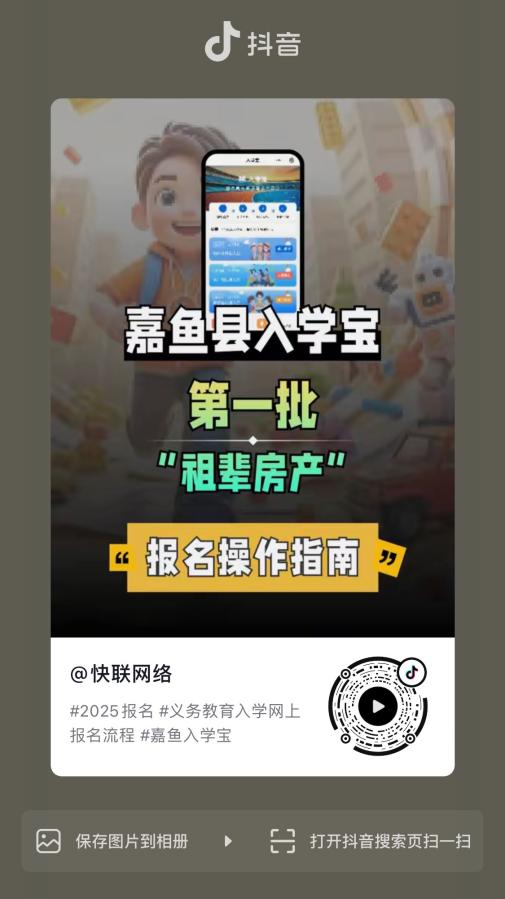 抖音
入学宝
嘉鱼县入学宝
第一批
“祖辈房产”
“报名操作指南”
@快联网络
#2025报名 #义务教育入学网上
报名流程 #嘉鱼入学宝
保存图片到相册
打开抖音搜索页扫一扫